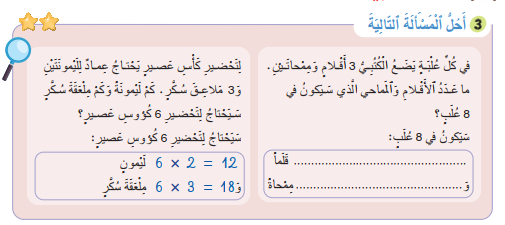 3 أَحُلُّ الْمَسْأَلَةَ التّالِيَةَ
في كُلِّ عُلْبَةٍ يَضَعُ الْكُتُبِيُّ 3 أَقْلامٍ وَمِمْحاتَيْنِ.
ما عَدَدُ الْأَقْلامِ وَالْمَماحي الَّذي سَيَكونُ في
8 عُلَبٍ؟
سَيَكونُ في 8 عُلَبٍ:
................................................ قَلَماً
وَ................................................مِمْحاةً
لِتَحْضيرِ كَأْسِ عَصيرٍ يَحْتاجُ عِمادٌ لِلَيْمونَتَيْنِ
وَ3 مَلاعِقَ سُكَّرٍ. كَمْ لَيْمونَةً وَكَمْ مِلْعَقَةَ سُكَّرٍ
سَيَحْتاجُ لِتَحْضيرِ 6 كُؤوسِ عَصيرٍ؟
سَيَحْتاجُ لِتَحْضيرِ 6 كُؤوسِ عَصيرٍ:
6 × 2 = 12 لَيْمونٍ
وَ 6 × 3 = 18 مِلْعَقَةَ سُكَّرٍ